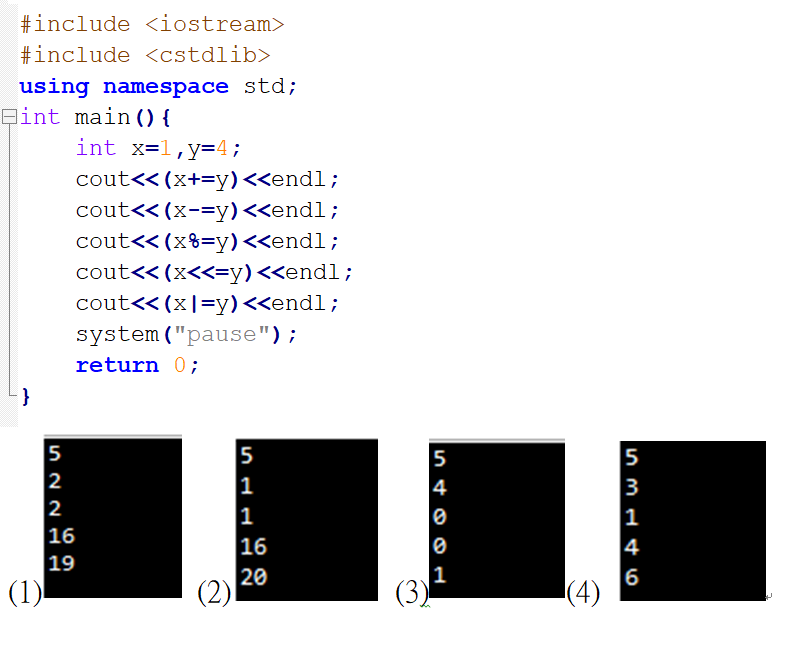 #include <iostream>
#include <cstdlib>
using namespace std;
int main(){
    int x=1,y=4;
    cout<<(x+=y)<<endl;
    cout<<(x-=y)<<endl;
    cout<<(x%=y)<<endl;
    cout<<(x<<=y)<<endl;
    cout<<(x|=y)<<endl;
    system("pause");
    return 0;
}
(1)
5
2
2
16
19
(2)
5
1
1
16
20
(3)
5
4
0
0
1
(4)
5
3
1
4
6